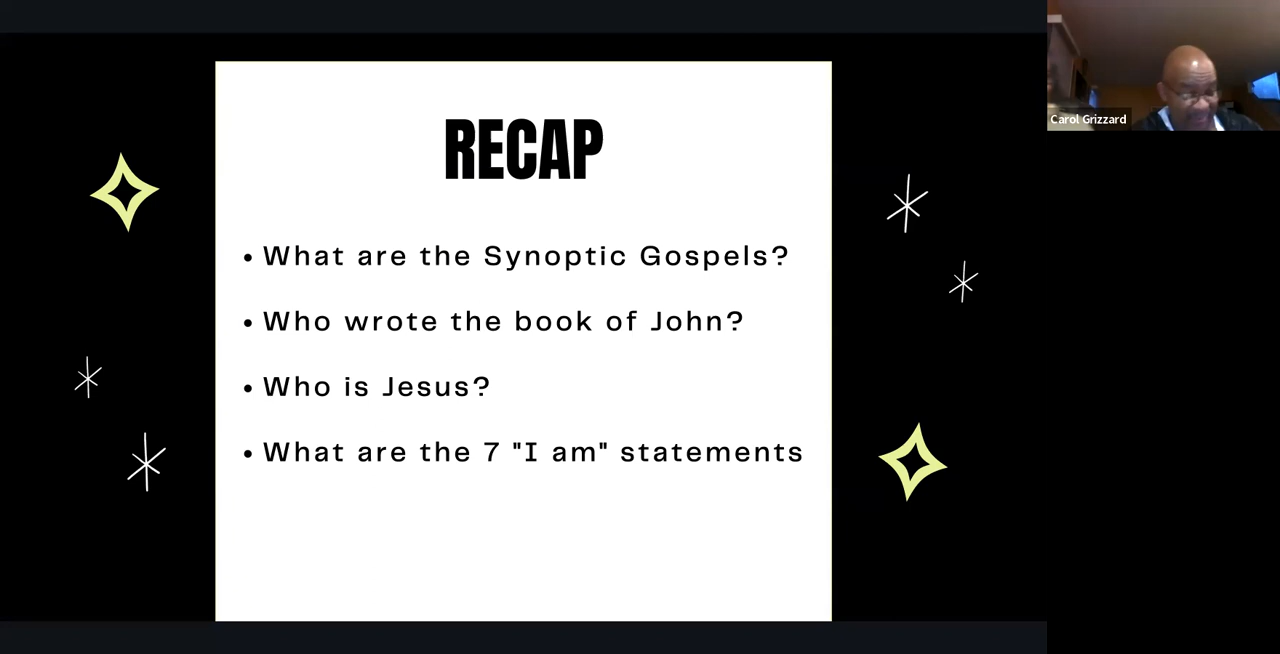 RECAP
• What are the Synoptic Gospels?
• Who wrote the book of John?
• Who is Jesus?
• What are the 7 "I am" statements
Carol Grizzard